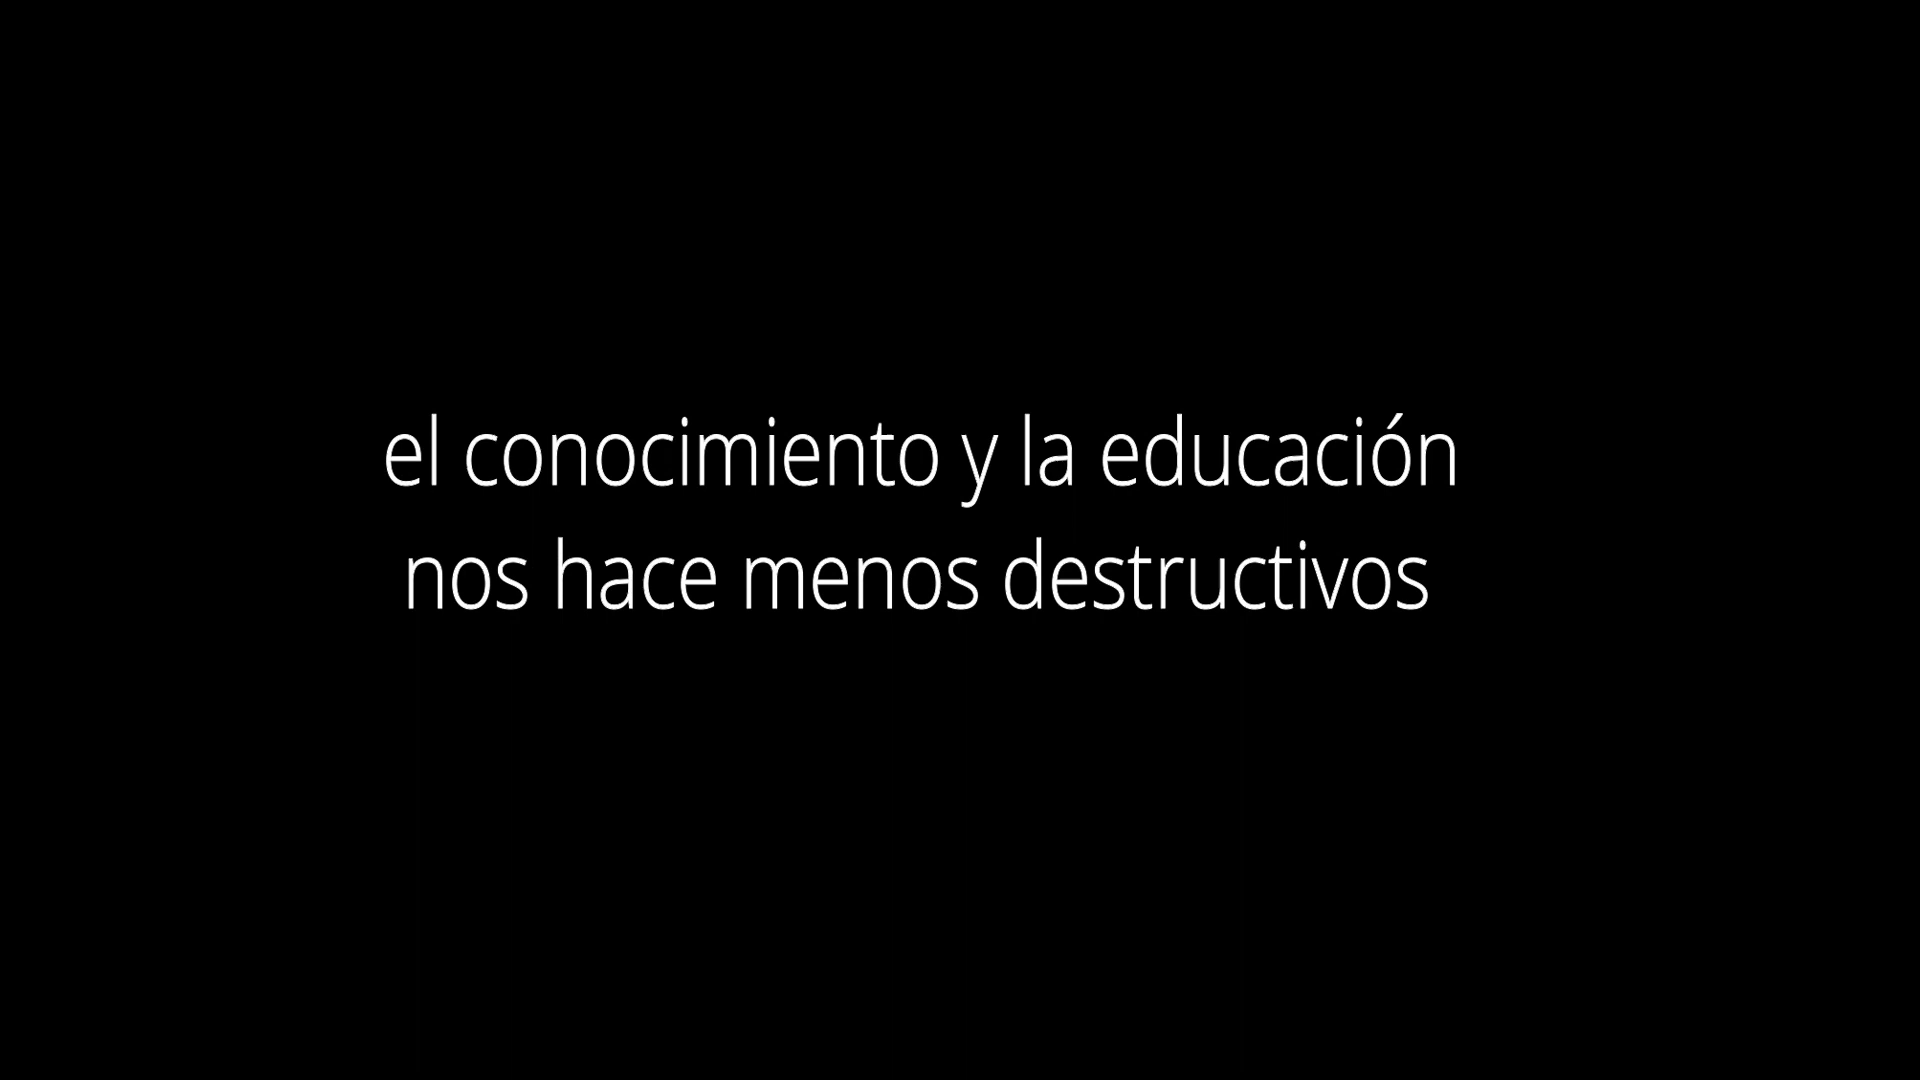 el conocimiento y la educación
nos hace menos destructivos